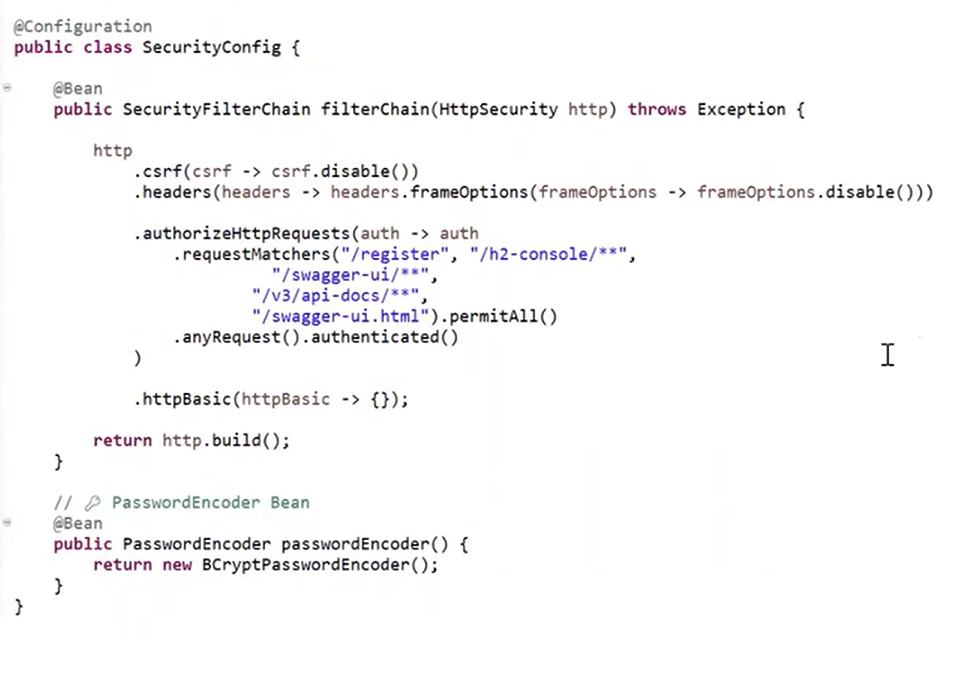 @Configuration
public class SecurityConfig {
@Bean
public SecurityFilterChain filterChain(HttpSecurity http) throws Exception {
http
.csrf(csrf -> csrf.disable())
.headers(headers -> headers.frameOptions(frameOptions -> frameOptions.disable()))
.authorizeHttpRequests(auth -> auth
.requestMatchers("/register", "/h2-console/**",
"/swagger-ui/**",
"/v3/api-docs/**",
"/swagger-ui.html").permitAll()
.anyRequest().authenticated()
)
.httpBasic(httpBasic -> {});
return http.build();
}
// 🔑 PasswordEncoder Bean
@Bean
public PasswordEncoder passwordEncoder() {
return new BCryptPasswordEncoder();
}
}